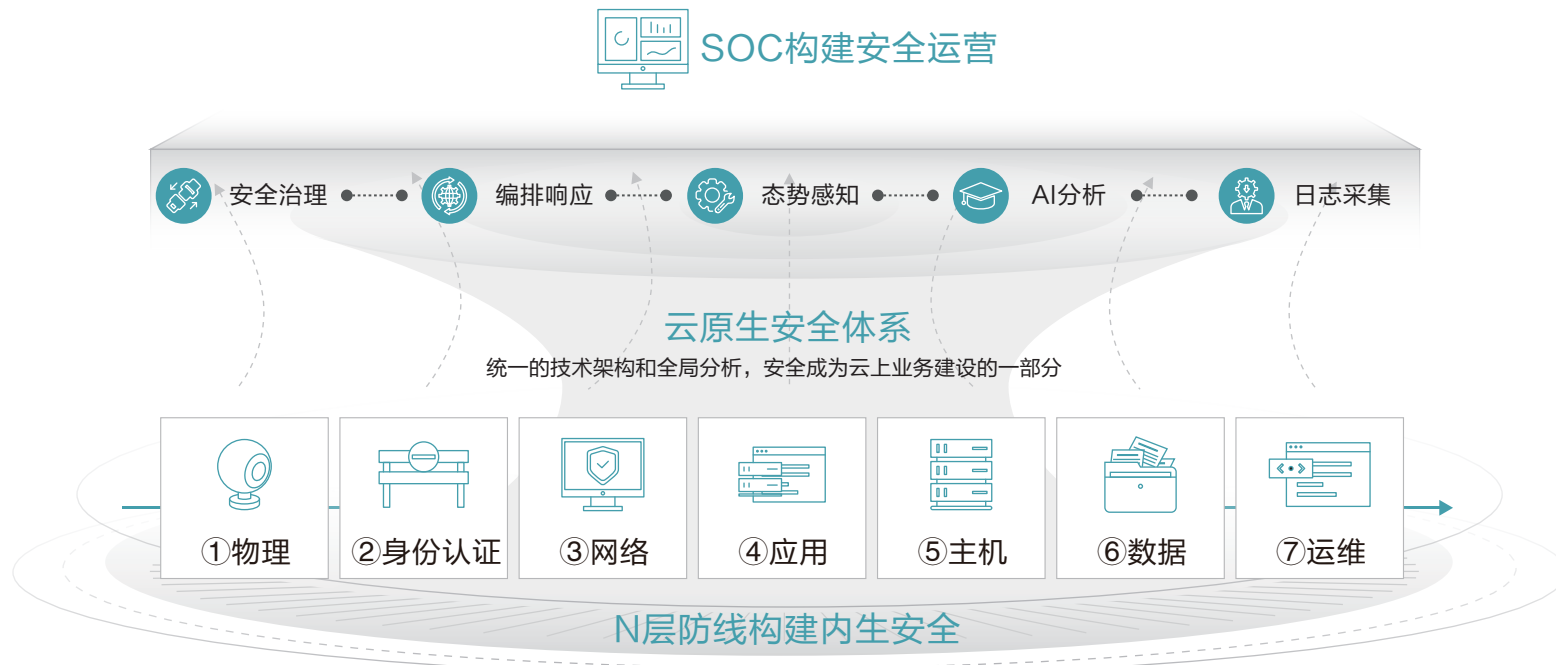 SOC构建安全运营
安全治理
编排响应
态势感知
AI分析
日志采集
云原生安全体系
统一的技术架构和全局分析，安全成为云上业务建设的一部分
①物理
②身份认证
③网络
④应用
⑤主机
⑥数据
⑦运维
N层防线构建内生安全